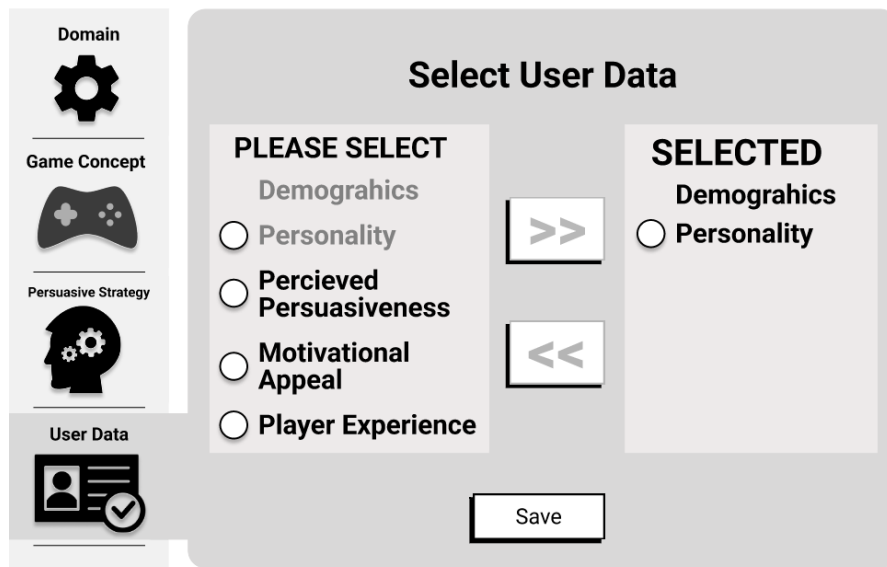 Domain
Game Concept
Persuasive Strategy
User Data
Select User Data
PLEASE SELECT
Demograhics
Personality
Percieved
Persuasiveness
Motivational
Appeal
Player Experience
>>
<<
SELECTED
Demograhics
Personality
Save